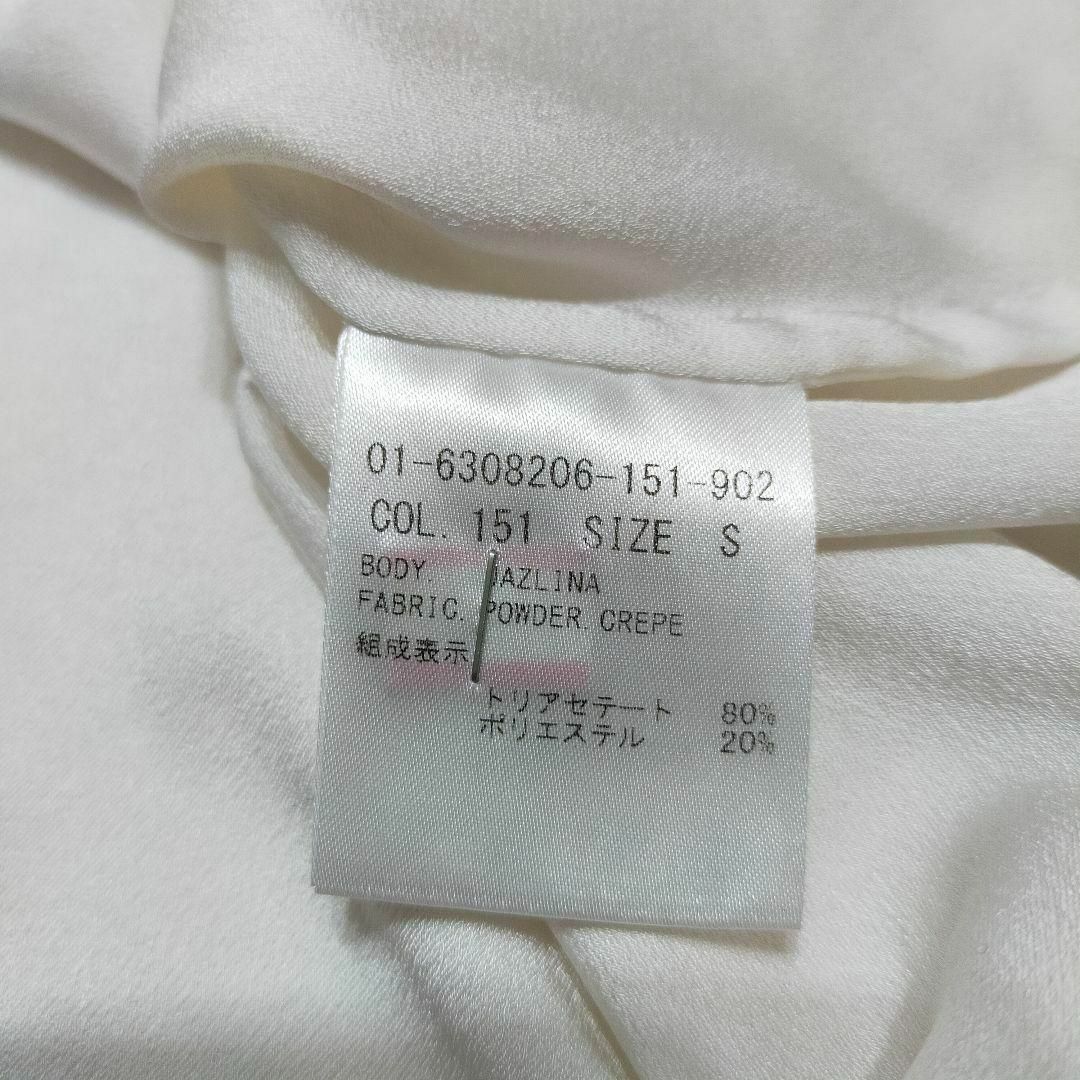 01-6308206-151-902
COL. 151 SIZE S
BODY.
FABRIC. POWDER CREPE
組成表示
トリアセテート 80%
ポリエステル 20%